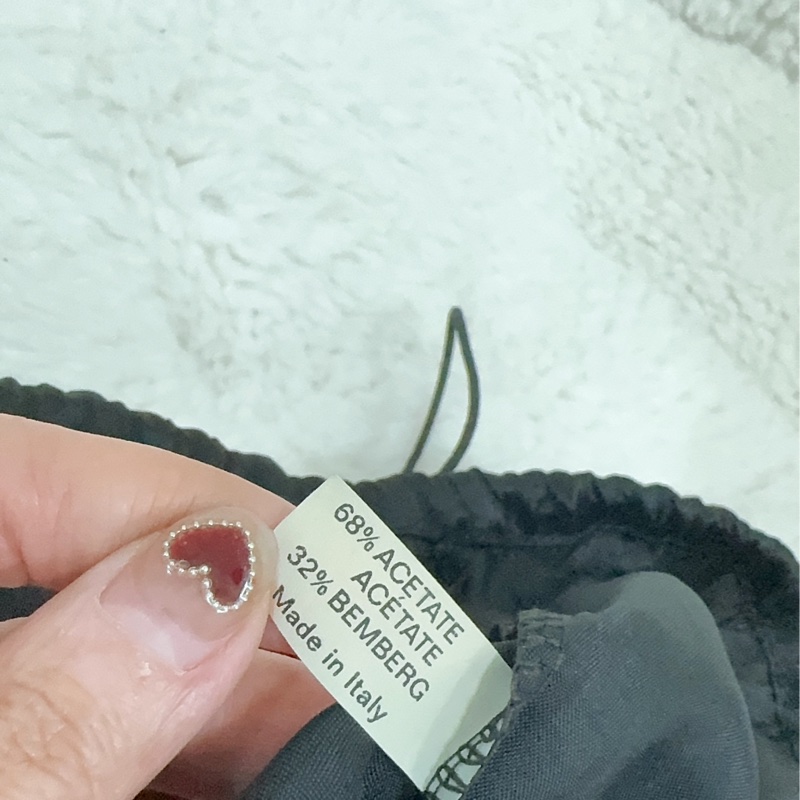 68% ACETATE
ACÉTATE
32% BEMBERG
Made in Italy